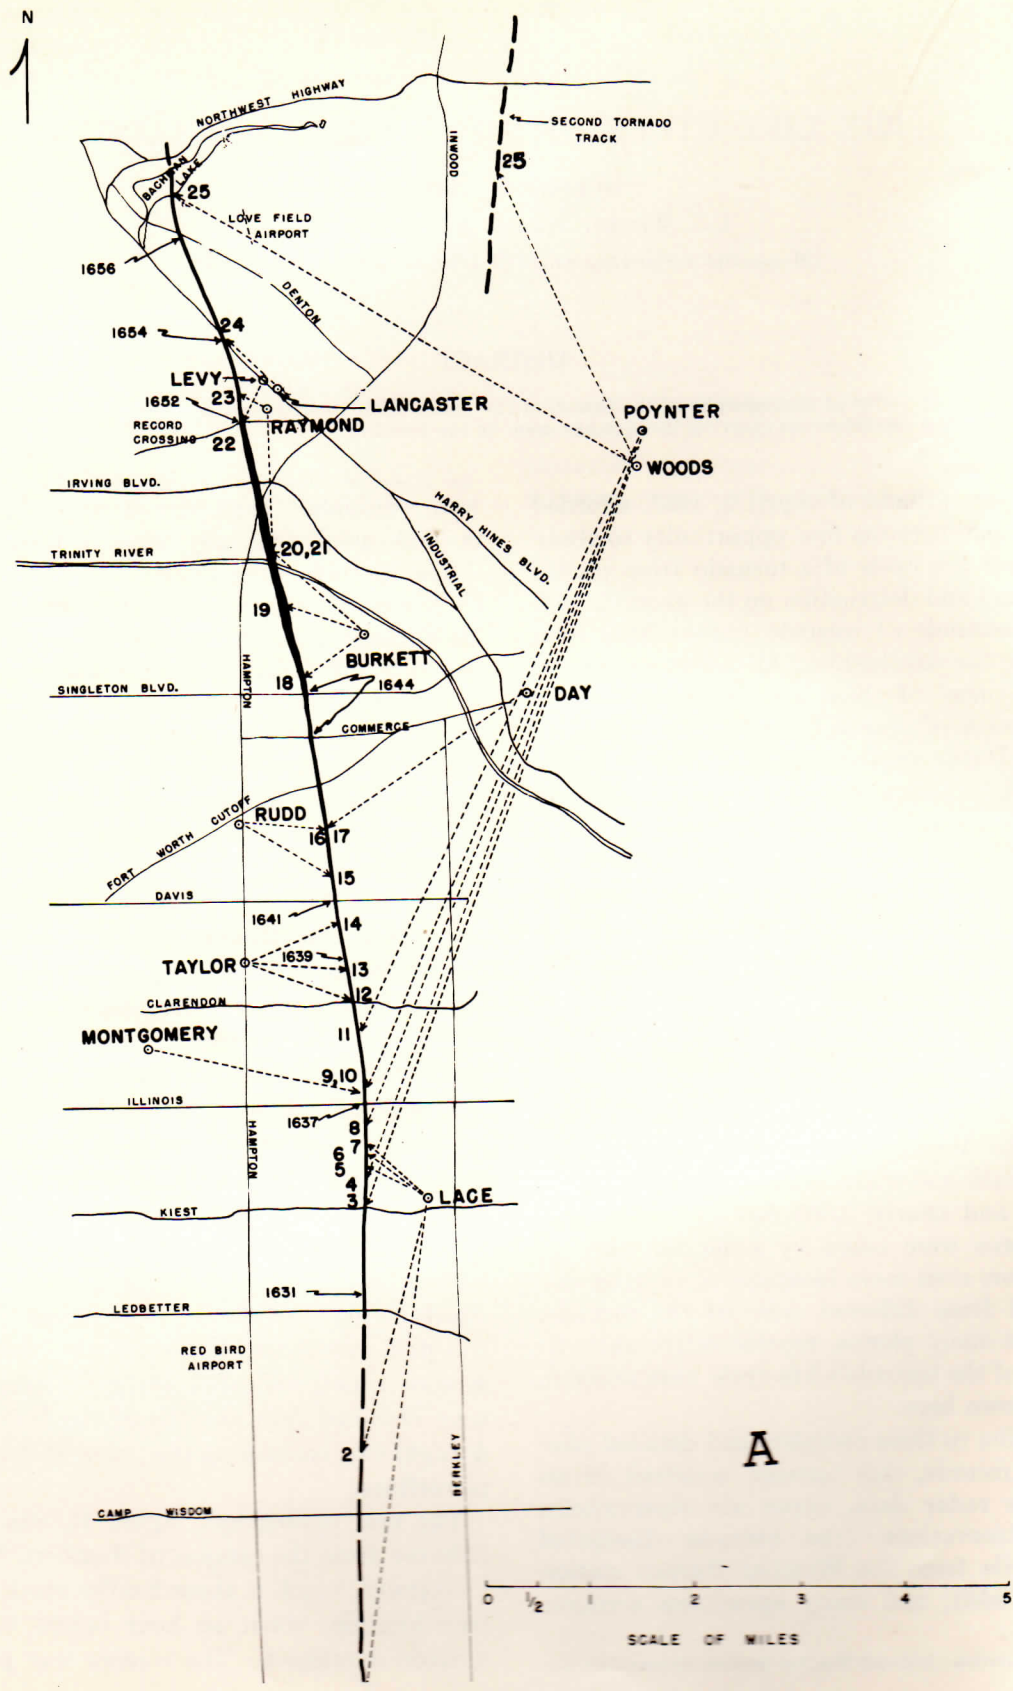 N
NORTHWEST HIGHWAY
INWOOD
SECOND TORNADO
TRACK
25
BACHMAN
LAKE
25
LOVE FIELD
AIRPORT
1656
DENTON
24
1654
LEVY
23
1652
LANCASTER
RECORD
CROSSING
RAYMOND
22
POYNTER
WOODS
IRVING BLVD.
HARRY HINES BLVD.
INDUSTRIAL
TRINITY RIVER
20,21
19
BURKETT
HAMPTON
18
1644
SINGLETON BLVD.
DAY
COMMERCE
FORT WORTH CUTOFF
RUDD
16 17
15
DAVIS
1641
14
1639
TAYLOR
13
12
CLARENDON
11
MONTGOMERY
9,10
ILLINOIS
1637
8
HAMPTON
7
6
5
4
3
LACE
KIEST
1631
LEDBETTER
RED BIRD
AIRPORT
2
BERKLEY
A
CAMP WISDOM
0 ½ 1 2 3 4 5
SCALE OF MILES